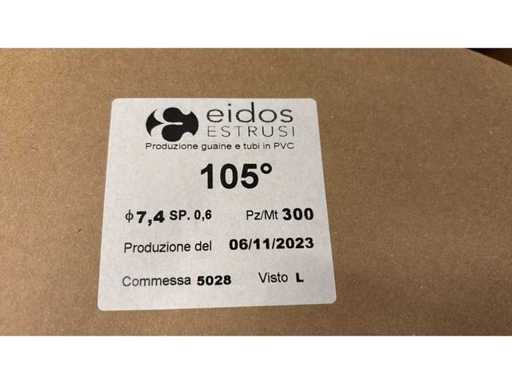 eidos
ESTRUSI
Produzione guaine e tubi in PVC
105°
ϕ 7,4 SP. 0,6 Pz/Mt 300
Produzione del 06/11/2023
Commessa 5028 Visto L